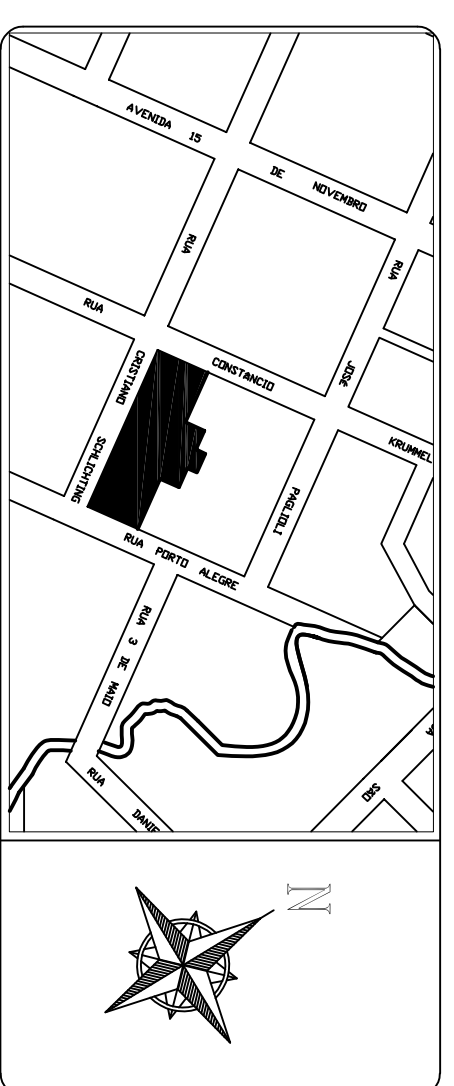 AVENIDA 15 DE NOVEMBRO
RUA CRISTIANO SCHLICHTING
RUA JOSÉ PAGLIOLI
RUA CONSTANCIO KRUMMEL
RUA PORTO ALEGRE
RUA 3 DE MAIO
RUA DANIE
SÃO
N